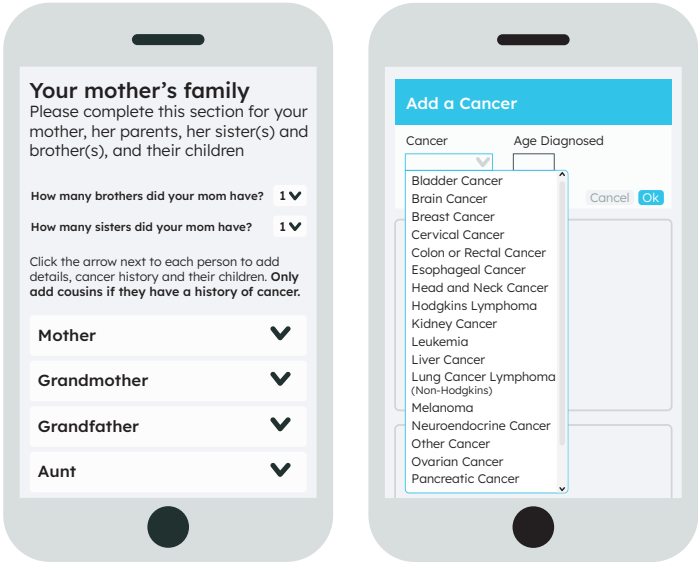 Your mother’s family
Please complete this section for your
mother, her parents, her sister(s) and
brother(s), and their children
How many brothers did your mom have? 1
How many sisters did your mom have? 1
Click the arrow next to each person to add
details, cancer history and their children. Only
add cousins if they have a history of cancer.
Mother
Grandmother
Grandfather
Aunt
Add a Cancer
Cancer Age Diagnosed
Cancel Ok
Bladder Cancer
Brain Cancer
Breast Cancer
Cervical Cancer
Colon or Rectal Cancer
Esophageal Cancer
Head and Neck Cancer
Hodgkins Lymphoma
Kidney Cancer
Leukemia
Liver Cancer
Lung Cancer Lymphoma
(Non-Hodgkins)
Melanoma
Neuroendocrine Cancer
Other Cancer
Ovarian Cancer
Pancreatic Cancer